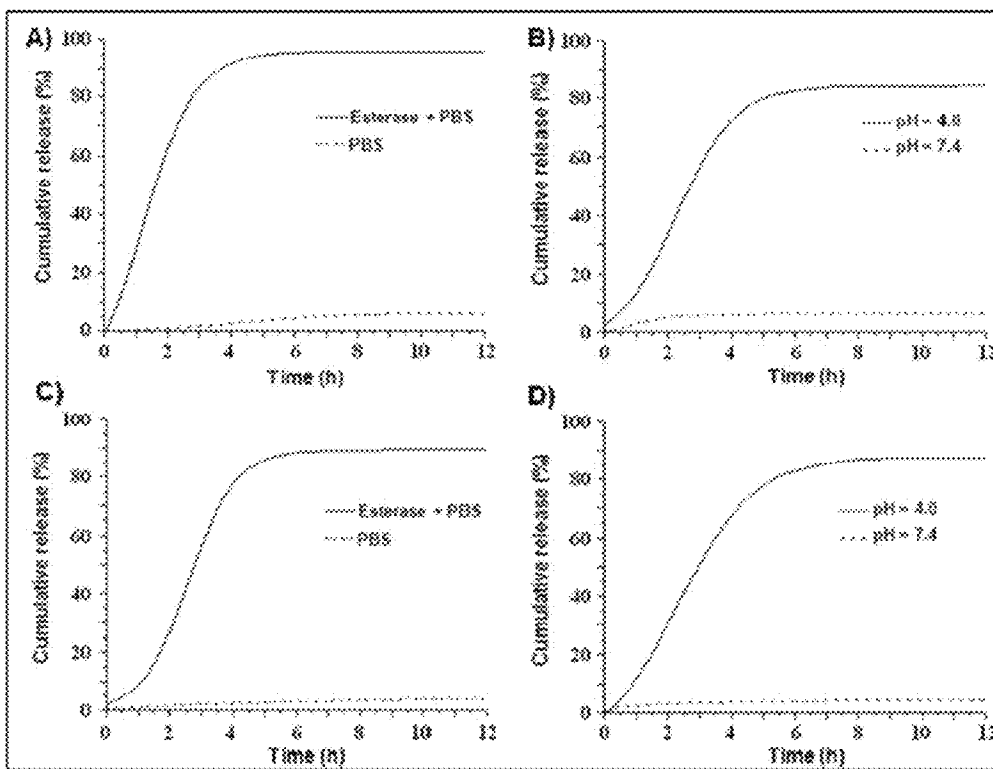 A)
Cumulative release (%)
100
80
60
40
20
0
Esterase + PBS
PBS
0 2 4 6 8 10 12
Time (h)
B)
Cumulative release (%)
100
80
60
40
20
0
pH = 4.0
pH = 7.4
0 2 4 6 8 10 12
Time (h)
C)
Cumulative release (%)
100
80
60
40
20
0
Esterase + PBS
PBS
0 2 4 6 8 10 12
Time (h)
D)
Cumulative release (%)
100
80
60
40
20
0
pH = 4.0
pH = 7.4
0 2 4 6 8 10 12
Time (h)